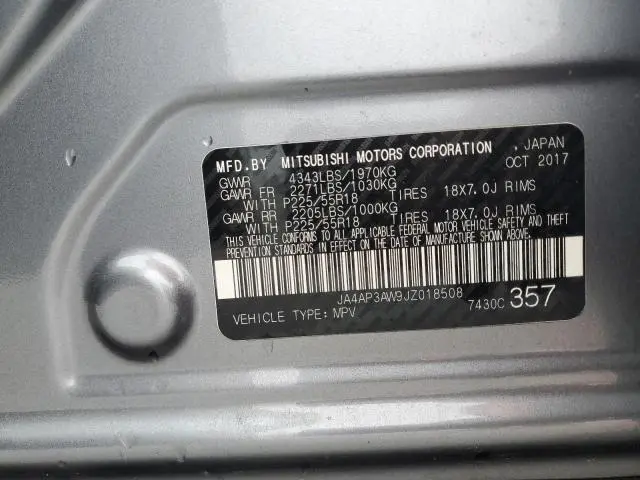 MFD.BY MITSUBISHI MOTORS CORPORATION , JAPAN
GVWR 4343LBS/1970KG OCT 2017
GAWR FR 2271LBS/1030KG
WITH P225/55R18 TIRES 18X7.0J RIMS
GAWR RR 2205LBS/1000KG
WITH P225/55R18 TIRES 18X7.0J RIMS
THIS VEHICLE CONFORMS TO ALL APPLICABLE FEDERAL MOTOR VEHICLE SAFETY AND THEFT
PREVENTION STANDARDS IN EFFECT ON THE DATE OF MANUFACTURE SHOWN ABOVE.
JA4AP3AW9JZ018508
VEHICLE TYPE: MPV 7430C 357